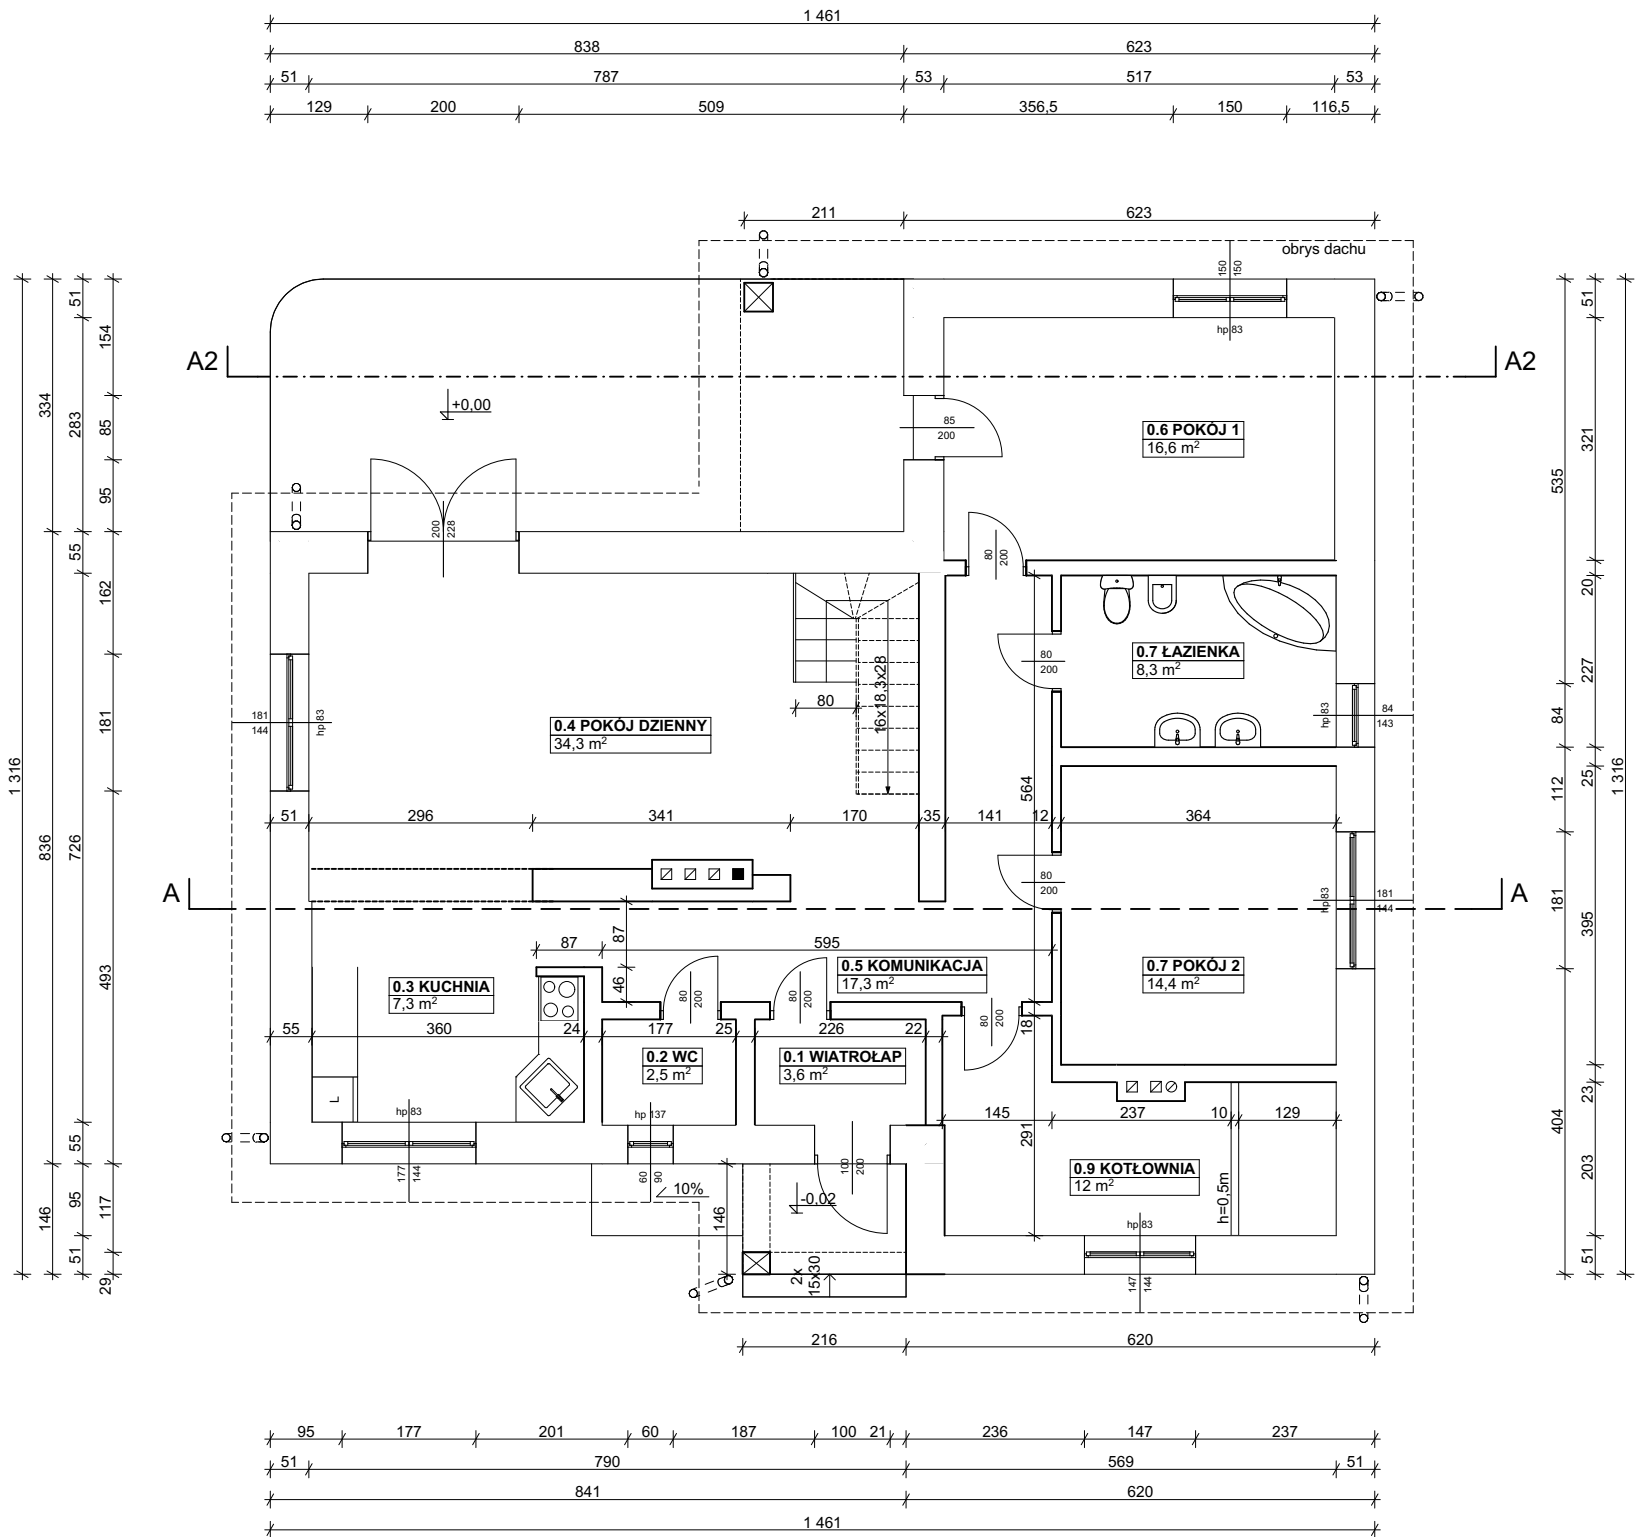 1 461
838 623
51 787 53 517 53
129 200 509 356,5 150 116,5
211 623
obrys dachu
150
150
hp 83
A2
A2
+0,00
85
200
0.6 POKÓJ 1
16,6 m²
200
228
80
200
0.7 ŁAZIENKA
8,3 m²
80
200
16x18,3x28
80
0.4 POKÓJ DZIENNY
34,3 m²
181
144
hp 83
hp 83
84
143
564
51 296 341 170 35 141 12 364
80
200
hp 83
181
144
A
A
87
87 595
46
0.3 KUCHNIA
7,3 m²
80
200
80
200
0.5 KOMUNIKACJA
17,3 m²
0.7 POKÓJ 2
14,4 m²
80
200
18
55 360 24 177 25 226 22
0.2 WC
2,5 m²
0.1 WIATROŁAP
3,6 m²
L
hp 83
hp 137
145 237 10 129
291
177
144
60
90
10%
100
200
-0,02
146
2x
15x30
0.9 KOTŁOWNIA
12 m²
h=0,5m
hp 83
147
144
1 316
334
836
146
51
283
55
726
55
95
51
154
85
95
162
181
493
117
29
535
84
112
181
404
51
321
20
227
25
395
23
203
51
1 316
216 620
95 177 201 60 187 100 21 236 147 237
51 790 569 51
841 620
1 461